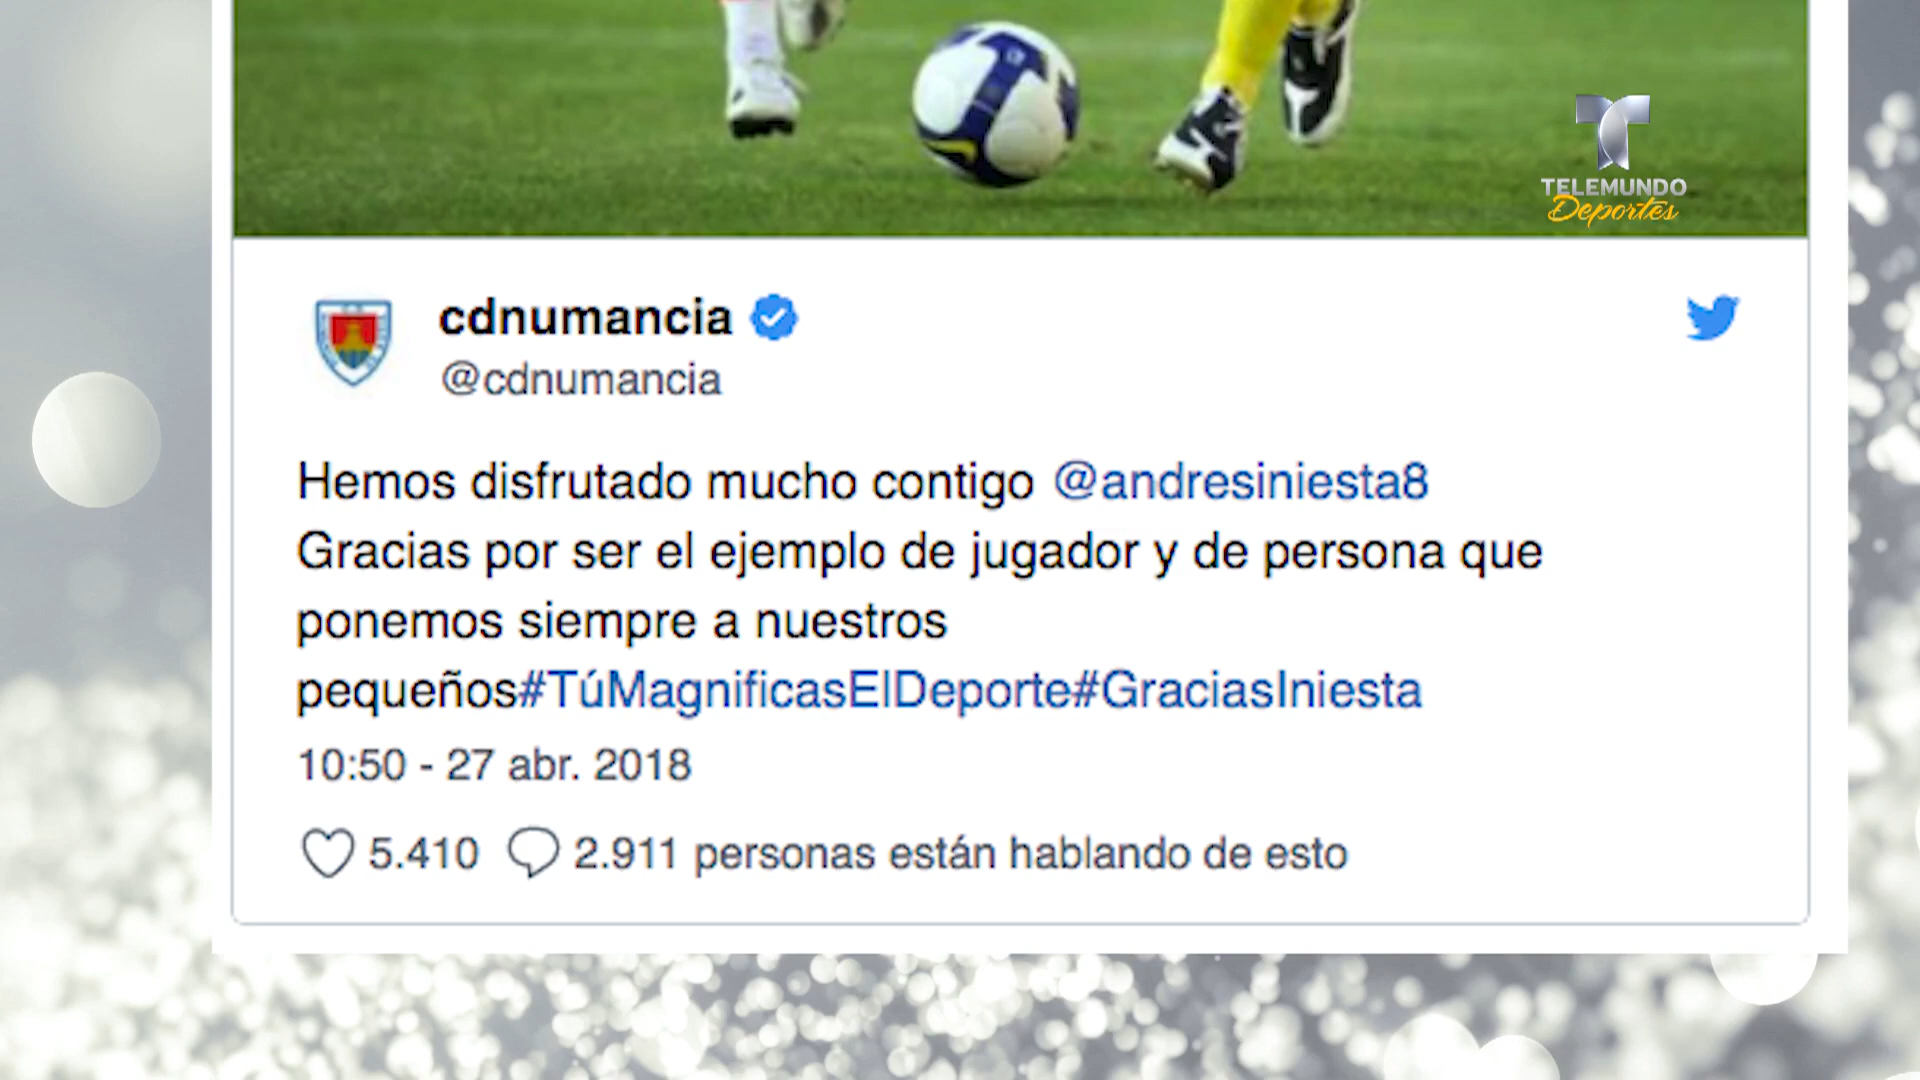 TELEMUNDO
Deportes
cdnumancia
@cdnumancia
Hemos disfrutado mucho contigo @andresiniesta8
Gracias por ser el ejemplo de jugador y de persona que
ponemos siempre a nuestros
pequeños#TúMagnificasElDeporte#GraciasIniesta
10:50 - 27 abr. 2018
5.410 2.911 personas están hablando de esto